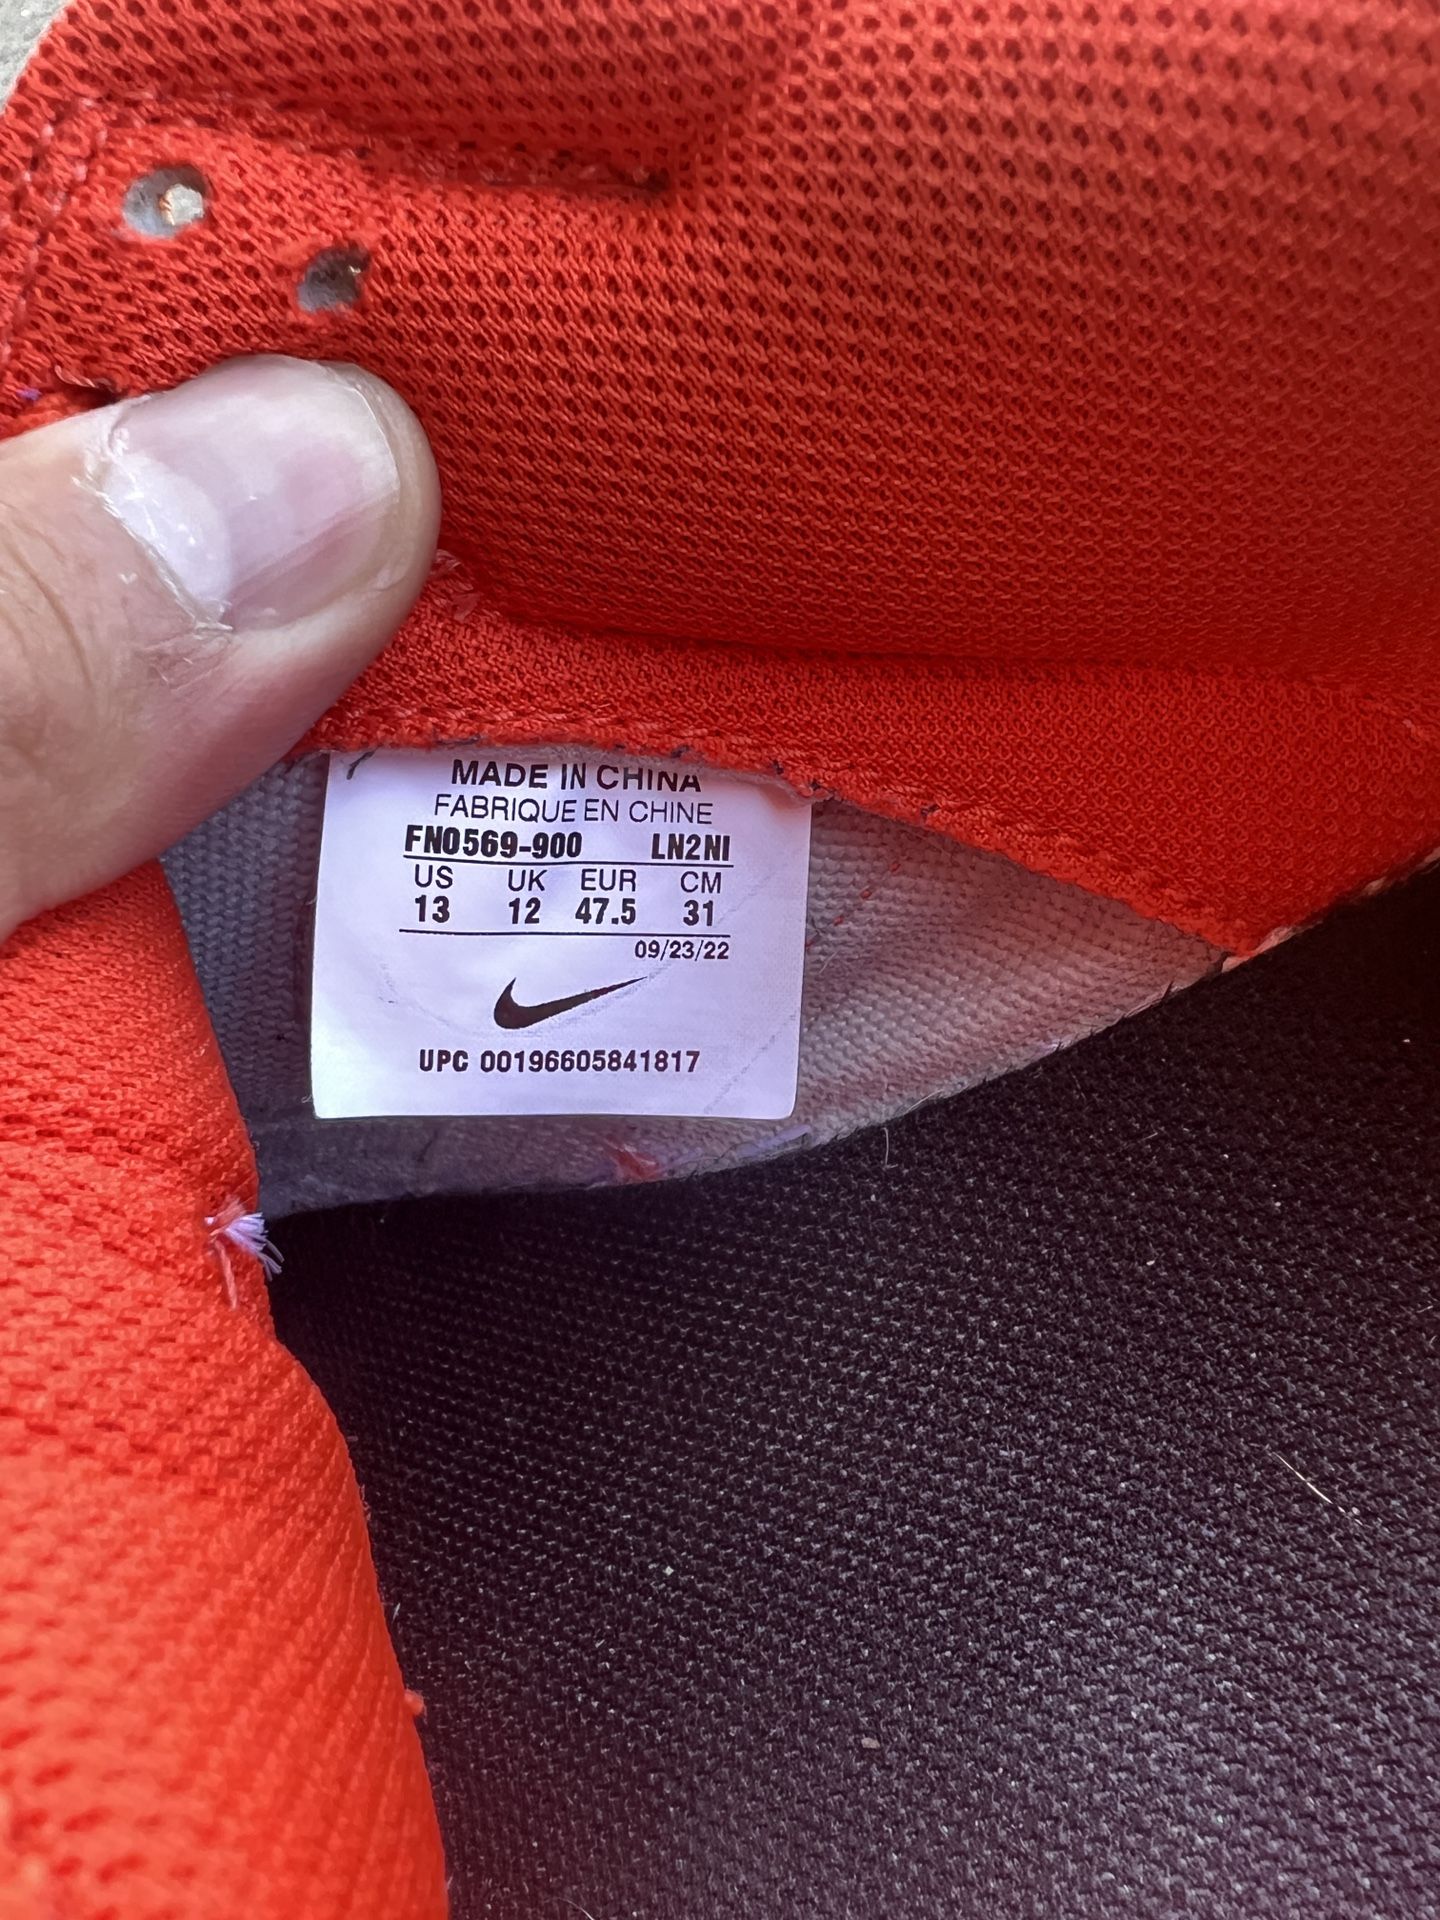 MADE IN CHINA
FABRIQUE EN CHINE
FN0569-900 LN2NI
US UK EUR CM
13 12 47.5 31
09/23/22
UPC 00196605841817